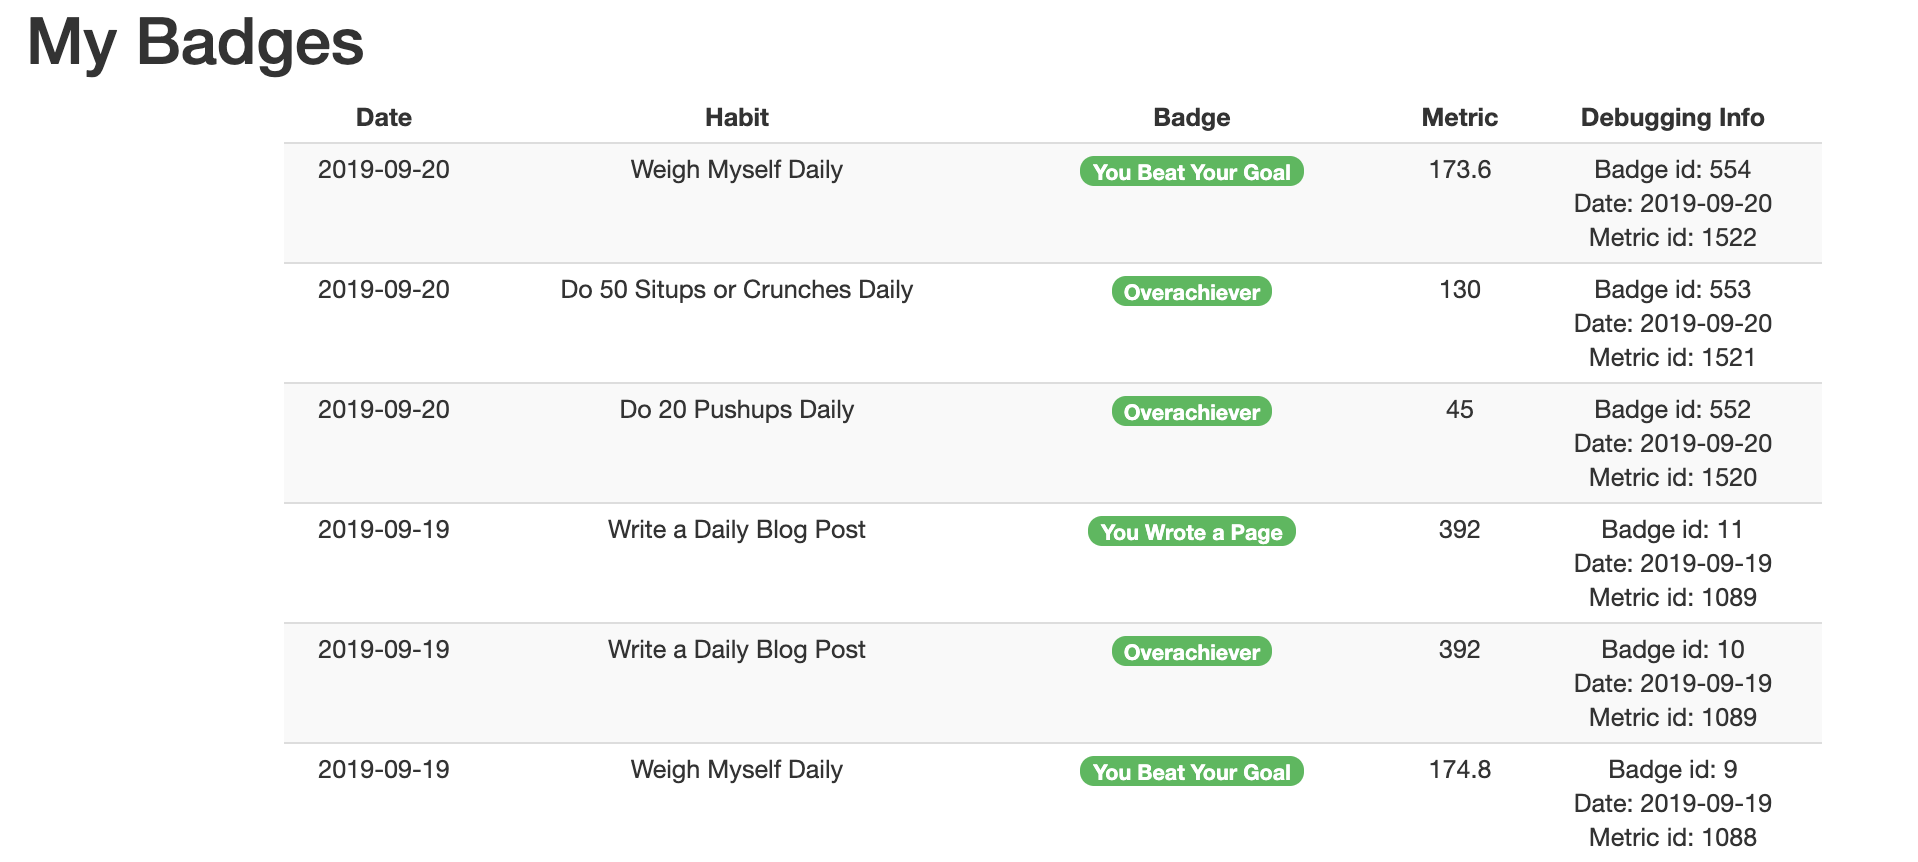 My Badges
Date Habit Badge Metric Debugging Info
2019-09-20 Weigh Myself Daily You Beat Your Goal 173.6 Badge id: 554
Date: 2019-09-20
Metric id: 1522
2019-09-20 Do 50 Situps or Crunches Daily Overachiever 130 Badge id: 553
Date: 2019-09-20
Metric id: 1521
2019-09-20 Do 20 Pushups Daily Overachiever 45 Badge id: 552
Date: 2019-09-20
Metric id: 1520
2019-09-19 Write a Daily Blog Post You Wrote a Page 392 Badge id: 11
Date: 2019-09-19
Metric id: 1089
2019-09-19 Write a Daily Blog Post Overachiever 392 Badge id: 10
Date: 2019-09-19
Metric id: 1089
2019-09-19 Weigh Myself Daily You Beat Your Goal 174.8 Badge id: 9
Date: 2019-09-19
Metric id: 1088